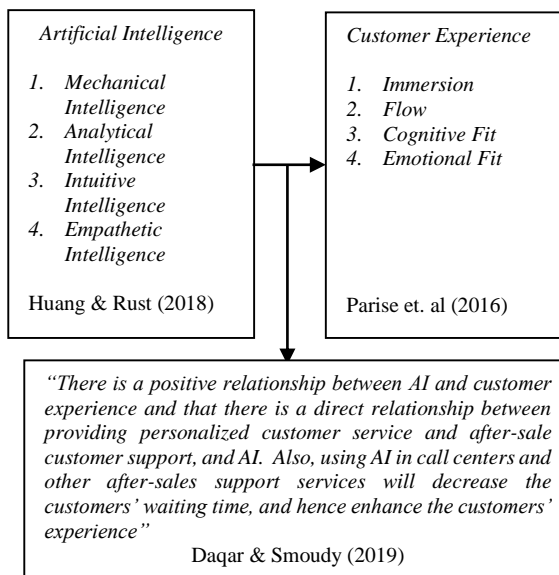 Artificial Intelligence
1. Mechanical
Intelligence
2. Analytical
Intelligence
3. Intuitive
Intelligence
4. Empathetic
Intelligence
Huang & Rust (2018)
Customer Experience
1. Immersion
2. Flow
3. Cognitive Fit
4. Emotional Fit
Parise et. al (2016)
“There is a positive relationship between AI and customer
experience and that there is a direct relationship between
providing personalized customer service and after-sale
customer support, and AI. Also, using AI in call centers and
other after-sales support services will decrease the
customers’ waiting time, and hence enhance the customers’
experience”
Daqar & Smoudy (2019)